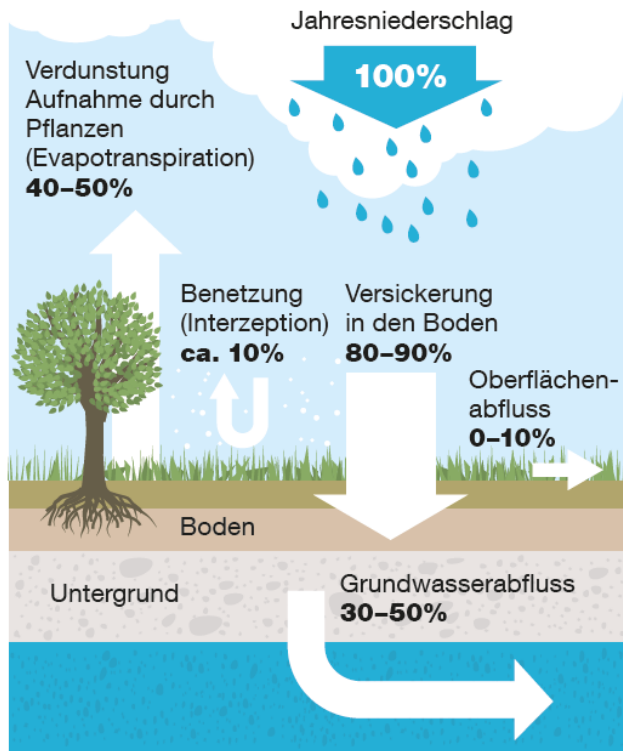 Jahresniederschlag
100%
Verdunstung
Aufnahme durch
Pflanzen
(Evapotranspiration)
40–50%
Benetzung
(Interzeption)
ca. 10%
Versickerung
in den Boden
80–90%
Oberflächen-
abfluss
0–10%
Boden
Untergrund
Grundwasserabfluss
30–50%